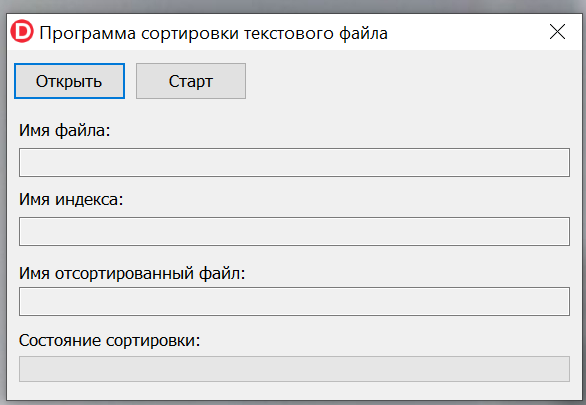 D Программа сортировки текстового файла
Открыть Старт
Имя файла:
Имя индекса:
Имя отсортированный файл:
Состояние сортировки: